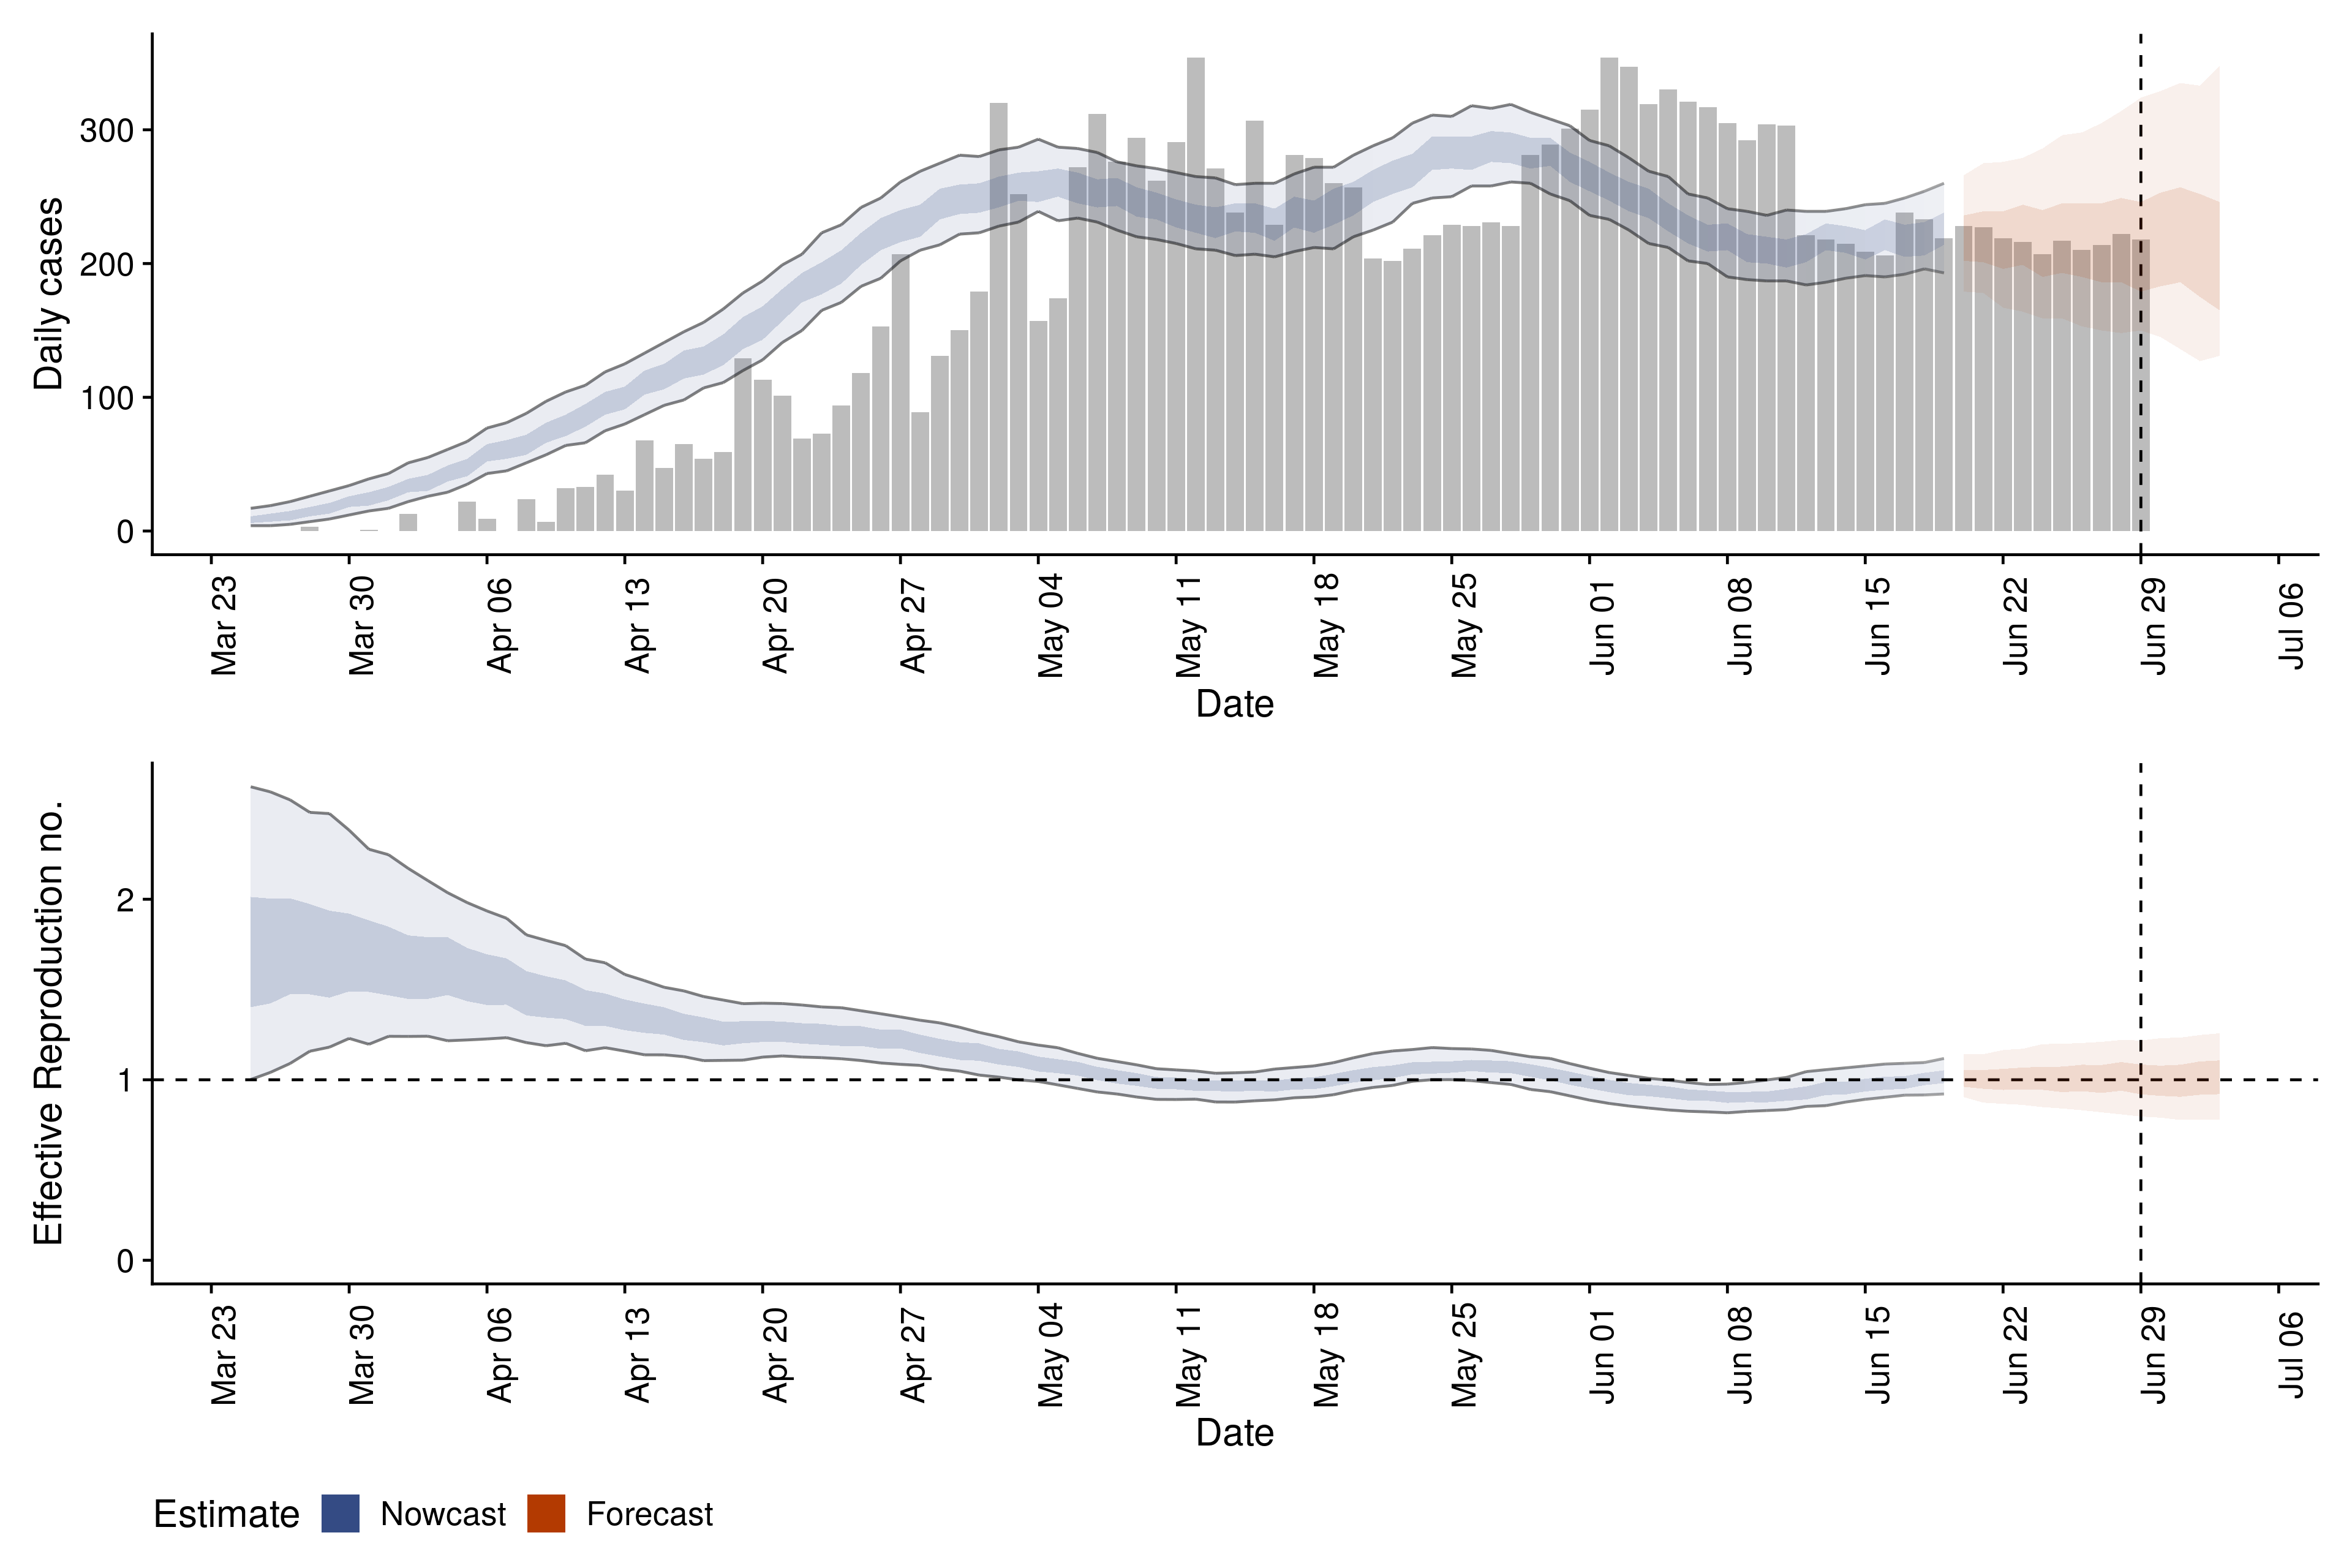 Daily cases
300
200
100
0
Mar 23
Mar 30
Apr 06
Apr 13
Apr 20
Apr 27
May 04
May 11
May 18
May 25
Jun 01
Jun 08
Jun 15
Jun 22
Jun 29
Jul 06
Date
Effective Reproduction no.
2
1
0
Mar 23
Mar 30
Apr 06
Apr 13
Apr 20
Apr 27
May 04
May 11
May 18
May 25
Jun 01
Jun 08
Jun 15
Jun 22
Jun 29
Jul 06
Date
Estimate Nowcast Forecast